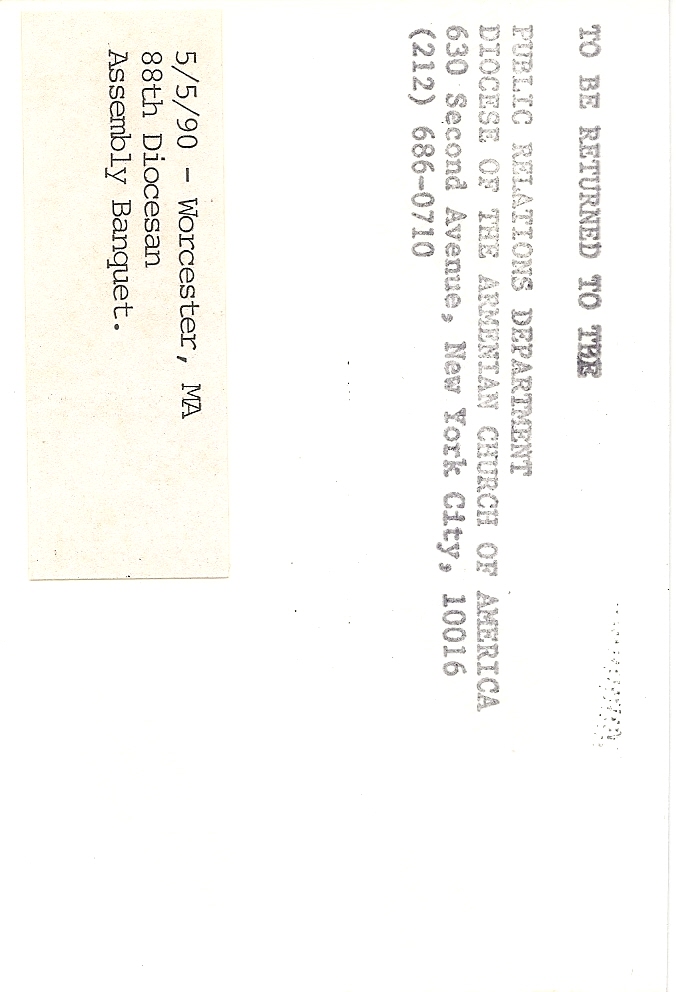 TO BE RETURNED TO THE
PUBLIC RELATIONS DEPARTMENT
DIOCESE OF THE ARMENIAN CHURCH OF AMERICA
630 Second Avenue, New York City, 10016
(212) 686-0710
5/5/90 - Worcester, MA
88th Diocesan
Assembly Banquet.